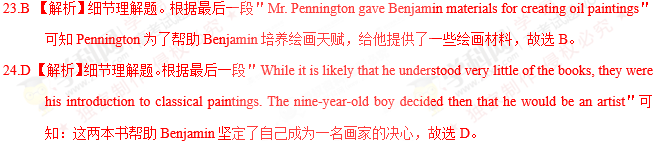 23.B 【解析】细节理解题。根据最后一段" Mr. Pennington gave Benjamin materials for creating oil paintings"
可知 Pennington 为了帮助 Benjamin 培养绘画天赋，给他提供了一些绘画材料，故选 B。
24.D 【解析】细节理解题。根据最后一段" While it is likely that he understood very little of the books, they were
his introduction to classical paintings. The nine-year-old boy decided then that he would be an artist" 可
知：这两本书帮助 Benjamin 坚定了自己成为一名画家的决心，故选 D。